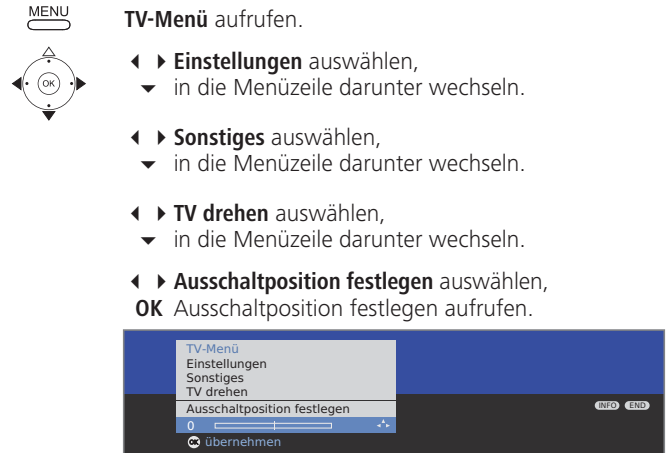 MENU
TV-Menü aufrufen.
OK
Einstellungen auswählen,
in die Menüzeile darunter wechseln.
Sonstiges auswählen,
in die Menüzeile darunter wechseln.
TV drehen auswählen,
in die Menüzeile darunter wechseln.
Ausschaltposition festlegen auswählen,
OK Ausschaltposition festlegen aufrufen.
TV-Menü
Einstellungen
Sonstiges
TV drehen
Ausschaltposition festlegen
INFO END
0
OK übernehmen